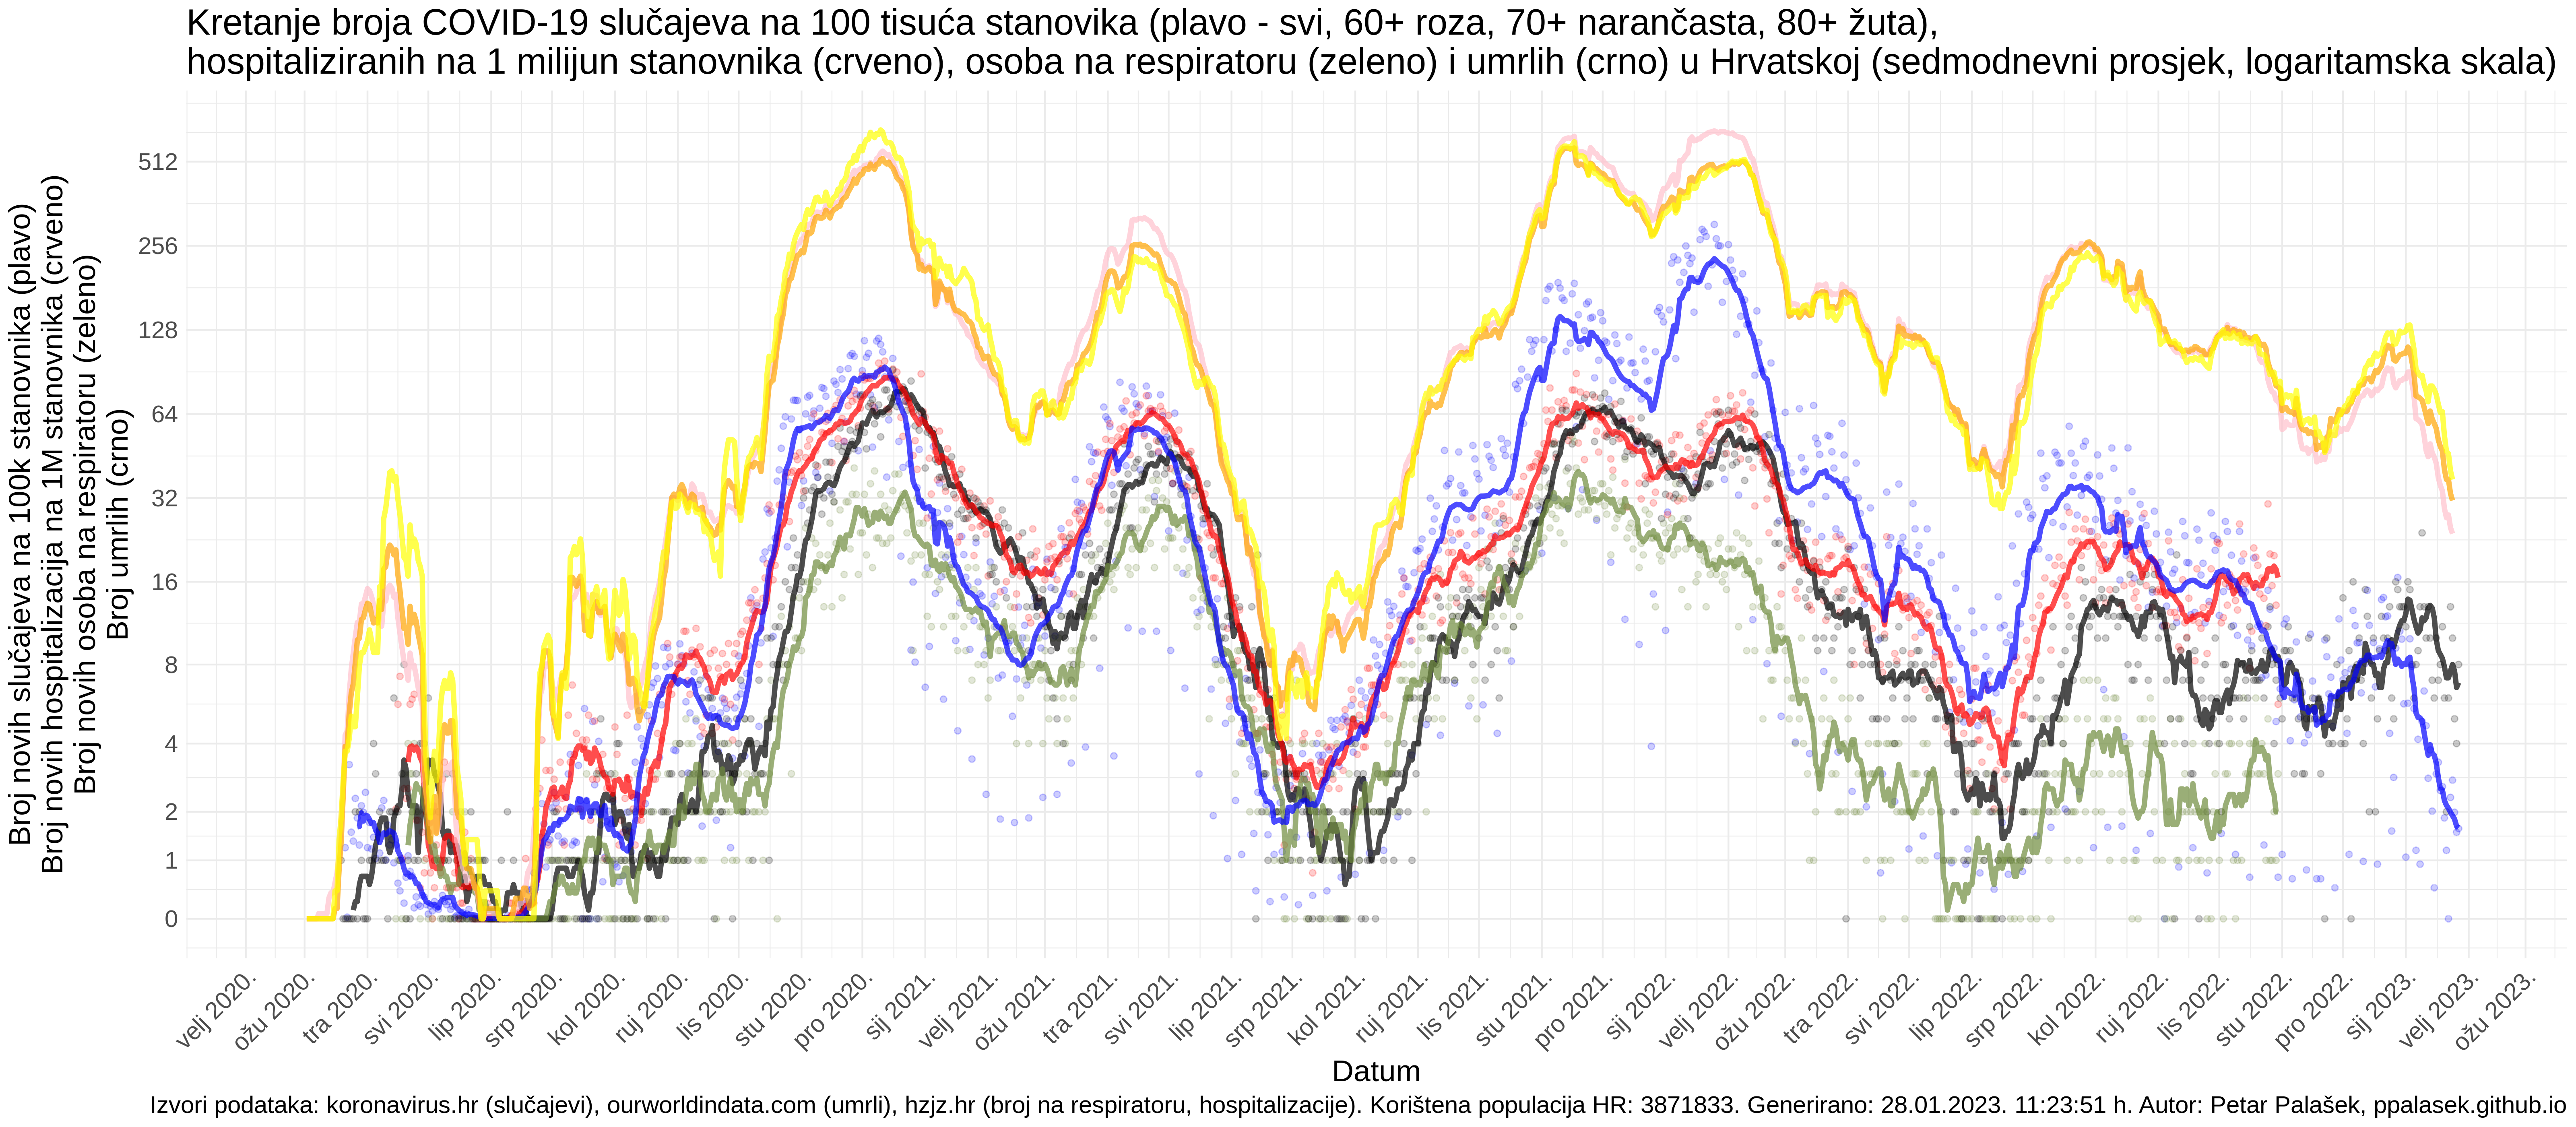 Kretanje broja COVID-19 slučajeva na 100 tisuća stanovika (plavo - svi, 60+ roza, 70+ narančasta, 80+ žuta),
hospitaliziranih na 1 milijun stanovnika (crveno), osoba na respiratoru (zeleno) i umrlih (crno) u Hrvatskoj (sedmodnevni prosjek, logaritamska skala)
Broj novih slučajeva na 100k stanovnika (plavo)
Broj novih hospitalizacija na 1M stanovnika (crveno)
Broj novih osoba na respiratoru (zeleno)
Broj umrlih (crno)
512
256
128
64
32
16
8
4
2
1
0
velj 2020.
ožu 2020.
tra 2020.
svi 2020.
lip 2020.
srp 2020.
kol 2020.
ruj 2020.
lis 2020.
stu 2020.
pro 2020.
sij 2021.
velj 2021.
ožu 2021.
tra 2021.
svi 2021.
lip 2021.
srp 2021.
kol 2021.
ruj 2021.
lis 2021.
stu 2021.
pro 2021.
sij 2022.
velj 2022.
ožu 2022.
tra 2022.
svi 2022.
lip 2022.
srp 2022.
kol 2022.
ruj 2022.
lis 2022.
stu 2022.
pro 2022.
sij 2023.
velj 2023.
ožu 2023.
Datum
Izvori podataka: koronavirus.hr (slučajevi), ourworldindata.com (umrli), hzjz.hr (broj na respiratoru, hospitalizacije). Korištena populacija HR: 3871833. Generirano: 28.01.2023. 11:23:51 h. Autor: Petar Palašek, ppalasek.github.io